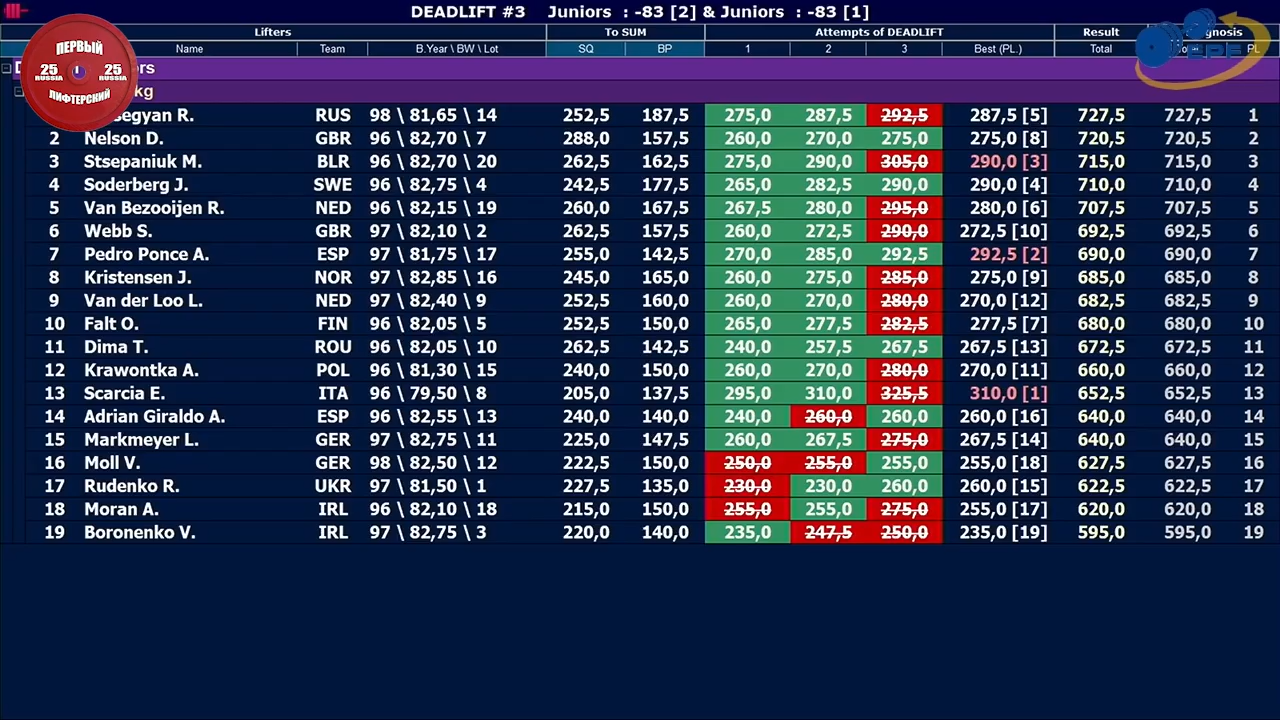 DEADLIFT #3 Juniors : -83 [2] & Juniors : -83 [1]
Lifters To SUM Attempts of DEADLIFT Result
Name Team B.Year \ BW \ Lot SQ BP 1 2 3 Best (PL.) Total PL
ПЕРВЫЙ
25 RUSSIA 25 RUSSIA
ЛИФТЕРСКИЙ
EPF
kg
R. RUS 98 \ 81,65 \ 14 252,5 187,5 275,0 287,5 292,5 287,5 [5] 727,5 727,5 1
2 Nelson D. GBR 96 \ 82,70 \ 7 288,0 157,5 260,0 270,0 275,0 275,0 [8] 720,5 720,5 2
3 Stsepaniuk M. BLR 96 \ 82,70 \ 20 262,5 162,5 275,0 290,0 305,0 290,0 [3] 715,0 715,0 3
4 Soderberg J. SWE 96 \ 82,75 \ 4 242,5 177,5 265,0 282,5 290,0 290,0 [4] 710,0 710,0 4
5 Van Bezooijen R. NED 96 \ 82,15 \ 19 260,0 167,5 267,5 280,0 295,0 280,0 [6] 707,5 707,5 5
6 Webb S. GBR 97 \ 82,10 \ 2 262,5 157,5 260,0 272,5 290,0 272,5 [10] 692,5 692,5 6
7 Pedro Ponce A. ESP 97 \ 81,75 \ 17 255,0 142,5 270,0 285,0 292,5 292,5 [2] 690,0 690,0 7
8 Kristensen J. NOR 97 \ 82,85 \ 16 245,0 165,0 260,0 275,0 285,0 275,0 [9] 685,0 685,0 8
9 Van der Loo L. NED 97 \ 82,40 \ 9 252,5 160,0 260,0 270,0 280,0 270,0 [12] 682,5 682,5 9
10 Falt O. FIN 96 \ 82,05 \ 5 252,5 150,0 265,0 277,5 282,5 277,5 [7] 680,0 680,0 10
11 Dima T. ROU 96 \ 82,05 \ 10 262,5 142,5 240,0 257,5 267,5 267,5 [13] 672,5 672,5 11
12 Krawontka A. POL 96 \ 81,30 \ 15 240,0 150,0 260,0 270,0 280,0 270,0 [11] 660,0 660,0 12
13 Scarcia E. ITA 96 \ 79,50 \ 8 205,0 137,5 295,0 310,0 325,5 310,0 [1] 652,5 652,5 13
14 Adrian Giraldo A. ESP 96 \ 82,55 \ 13 240,0 140,0 240,0 260,0 260,0 260,0 [16] 640,0 640,0 14
15 Markmeyer L. GER 97 \ 82,75 \ 11 225,0 147,5 260,0 267,5 275,0 267,5 [14] 640,0 640,0 15
16 Moll V. GER 98 \ 82,50 \ 12 222,5 150,0 250,0 255,0 255,0 255,0 [18] 627,5 627,5 16
17 Rudenko R. UKR 97 \ 81,50 \ 1 227,5 135,0 230,0 230,0 260,0 260,0 [15] 622,5 622,5 17
18 Moran A. IRL 96 \ 82,10 \ 18 215,0 150,0 255,0 255,0 275,0 255,0 [17] 620,0 620,0 18
19 Boronenko V. IRL 97 \ 82,75 \ 3 220,0 140,0 235,0 247,5 250,0 235,0 [19] 595,0 595,0 19